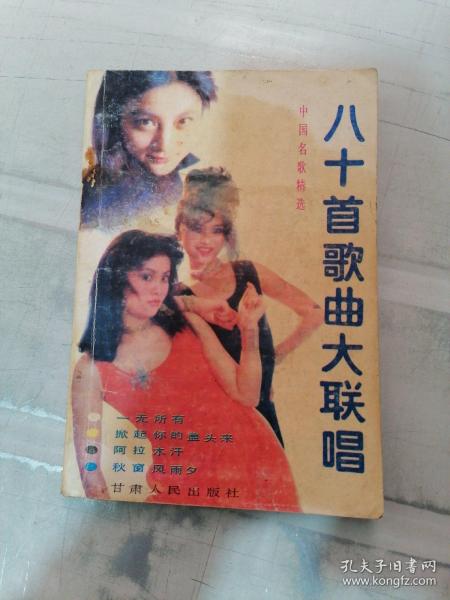 八十首歌曲大联唱
中国名歌精选
一无所有
掀起你的盖头来
阿拉木汗
秋窗风雨夕
甘肃人民出版社
孔夫子旧书网
www.kongfz.com